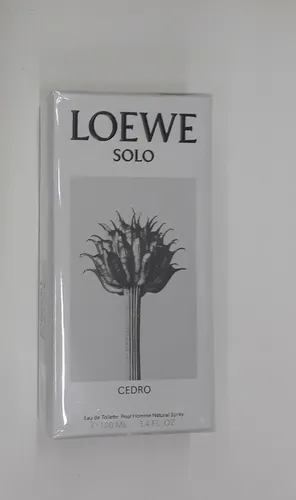 LOEWE
SOLO
CEDRO
Eau de Toilette Pour Homme Natural Spray
100 ML 3.4 FL. OZ